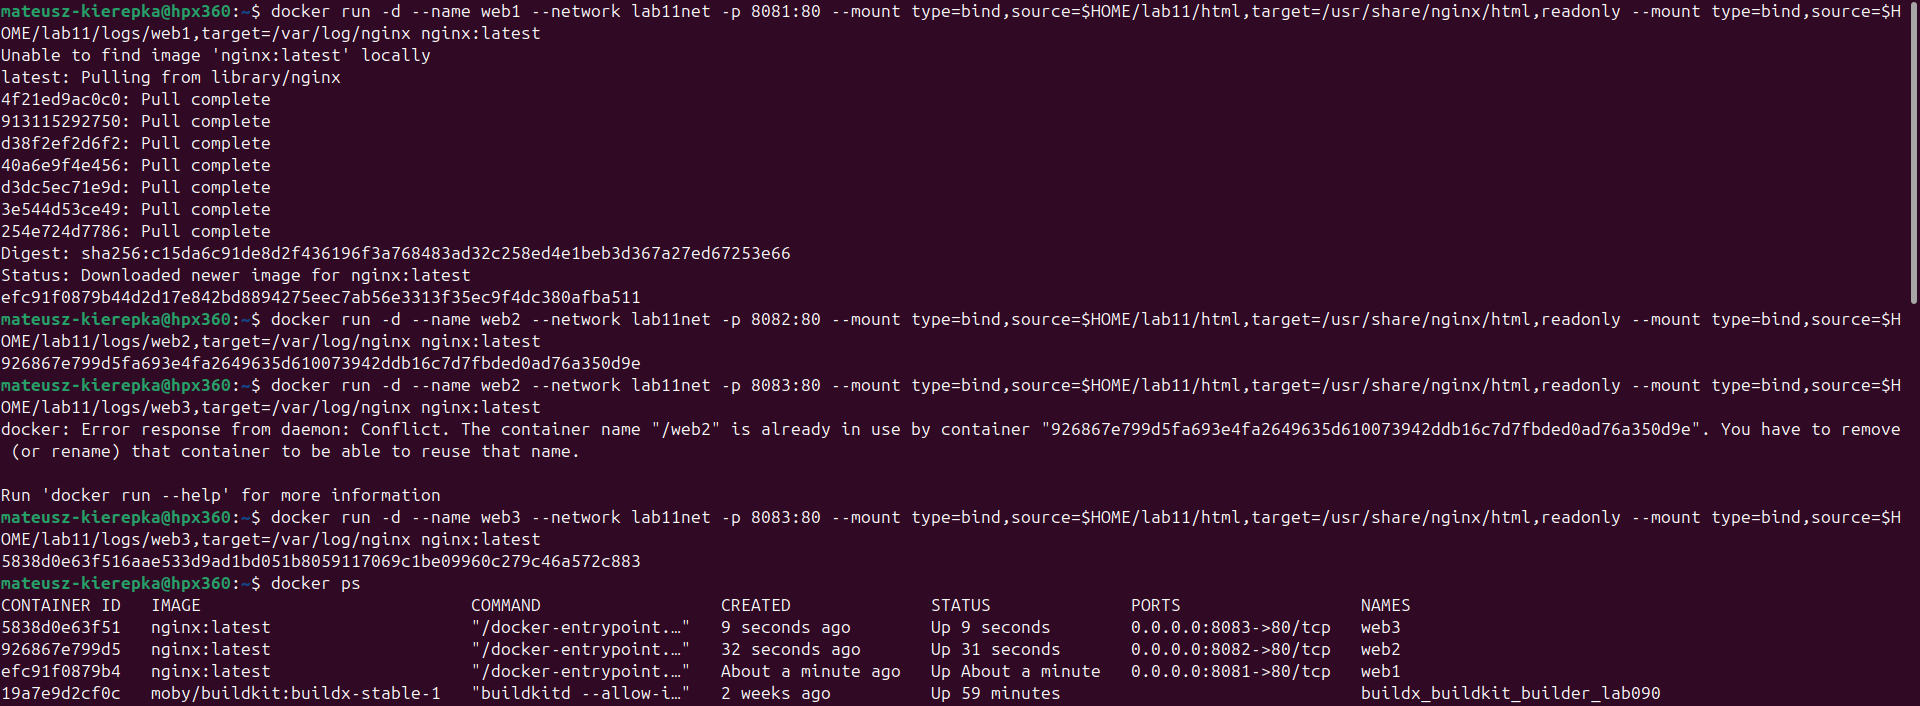 mateusz-kierepka@hpx360:~$ docker run -d --name web1 --network lab11net -p 8081:80 --mount type=bind,source=$HOME/lab11/html,target=/usr/share/nginx/html,readonly --mount type=bind,source=$H
OME/lab11/logs/web1,target=/var/log/nginx nginx:latest
Unable to find image 'nginx:latest' locally
latest: Pulling from library/nginx
4f21ed9ac0c0: Pull complete
913115292750: Pull complete
d38f2ef2d6f2: Pull complete
40a6e9f4e456: Pull complete
d3dc5ec71e9d: Pull complete
3e544d53ce49: Pull complete
254e724d7786: Pull complete
Digest: sha256:c15da6c91de8d2f436196f3a768483ad32c258ed4e1beb3d367a27ed67253e66
Status: Downloaded newer image for nginx:latest
efc91f0879b44d2d17e842bd8894275eec7ab56e3313f35ec9f4dc380afba511
mateusz-kierepka@hpx360:~$ docker run -d --name web2 --network lab11net -p 8082:80 --mount type=bind,source=$HOME/lab11/html,target=/usr/share/nginx/html,readonly --mount type=bind,source=$H
OME/lab11/logs/web2,target=/var/log/nginx nginx:latest
926867e799d5fa693e4fa2649635d610073942ddb16c7d7fbded0ad76a350d9e
mateusz-kierepka@hpx360:~$ docker run -d --name web2 --network lab11net -p 8083:80 --mount type=bind,source=$HOME/lab11/html,target=/usr/share/nginx/html,readonly --mount type=bind,source=$H
OME/lab11/logs/web3,target=/var/log/nginx nginx:latest
docker: Error response from daemon: Conflict. The container name "/web2" is already in use by container "926867e799d5fa693e4fa2649635d610073942ddb16c7d7fbded0ad76a350d9e". You have to remove
(or rename) that container to be able to reuse that name.
Run 'docker run --help' for more information
mateusz-kierepka@hpx360:~$ docker run -d --name web3 --network lab11net -p 8083:80 --mount type=bind,source=$HOME/lab11/html,target=/usr/share/nginx/html,readonly --mount type=bind,source=$H
OME/lab11/logs/web3,target=/var/log/nginx nginx:latest
5838d0e63f516aae533d9ad1bd051b8059117069c1be09960c279c46a572c883
mateusz-kierepka@hpx360:~$ docker ps
CONTAINER ID   IMAGE                           COMMAND                  CREATED              STATUS              PORTS                  NAMES
5838d0e63f51   nginx:latest                    "/docker-entrypoint.…"   9 seconds ago        Up 9 seconds        0.0.0.0:8083->80/tcp   web3
926867e799d5   nginx:latest                    "/docker-entrypoint.…"   32 seconds ago       Up 31 seconds       0.0.0.0:8082->80/tcp   web2
efc91f0879b4   nginx:latest                    "/docker-entrypoint.…"   About a minute ago   Up About a minute   0.0.0.0:8081->80/tcp   web1
19a7e9d2cf0c   moby/buildkit:buildx-stable-1   "buildkitd --allow-i…"   2 weeks ago          Up 59 minutes                              buildx_buildkit_builder_lab090